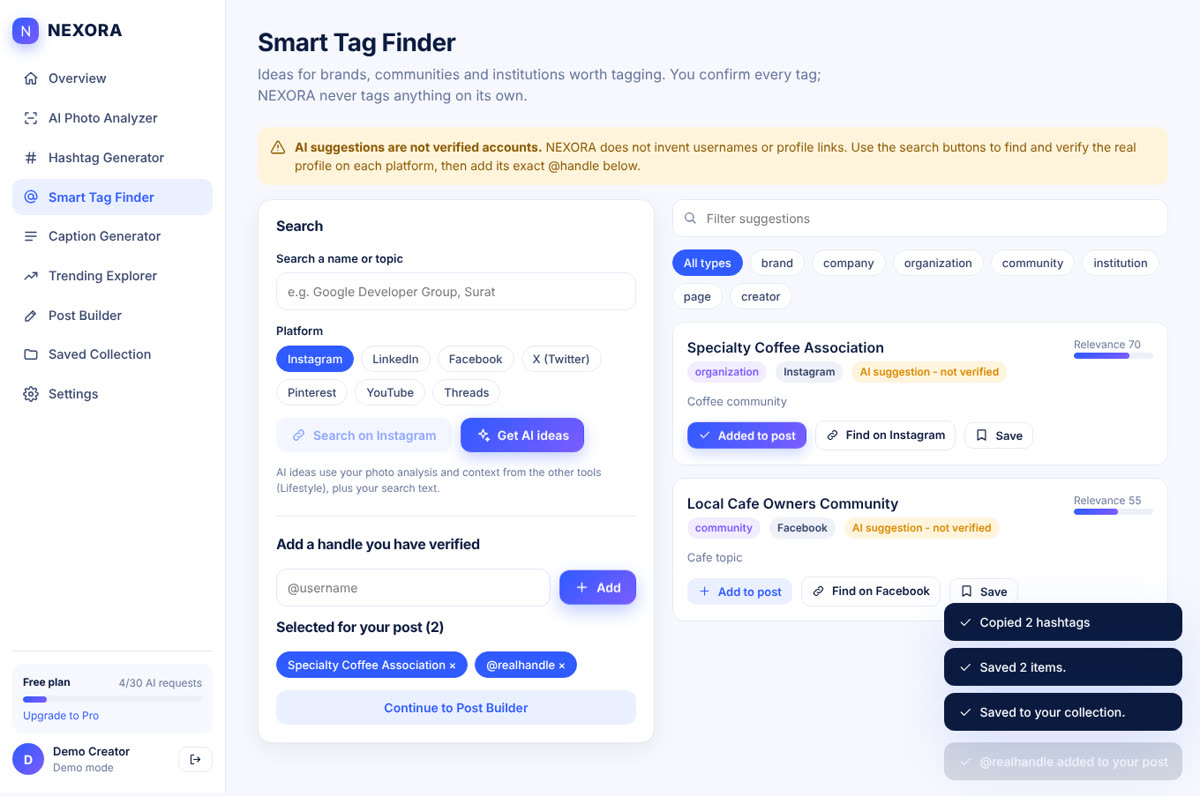 N NEXORA
Overview
AI Photo Analyzer
Hashtag Generator
Smart Tag Finder
Caption Generator
Trending Explorer
Post Builder
Saved Collection
Settings
Free plan 4/30 AI requests
Upgrade to Pro
D Demo Creator
Demo mode
Smart Tag Finder
Ideas for brands, communities and institutions worth tagging. You confirm every tag;
NEXORA never tags anything on its own.
AI suggestions are not verified accounts. NEXORA does not invent usernames or profile links. Use the search buttons to find and verify the real
profile on each platform, then add its exact @handle below.
Search
Search a name or topic
e.g. Google Developer Group, Surat
Platform
Instagram LinkedIn Facebook X (Twitter)
Pinterest YouTube Threads
Search on Instagram Get AI ideas
AI ideas use your photo analysis and context from the other tools
(Lifestyle), plus your search text.
Add a handle you have verified
@username + Add
Selected for your post (2)
Specialty Coffee Association × @realhandle ×
Continue to Post Builder
Filter suggestions
All types brand company organization community institution
page creator
Specialty Coffee Association Relevance 70
organization Instagram AI suggestion - not verified
Coffee community
Added to post Find on Instagram Save
Local Cafe Owners Community Relevance 55
community Facebook AI suggestion - not verified
Cafe topic
+ Add to post Find on Facebook Save
Copied 2 hashtags
Saved 2 items.
Saved to your collection.
@realhandle added to your post